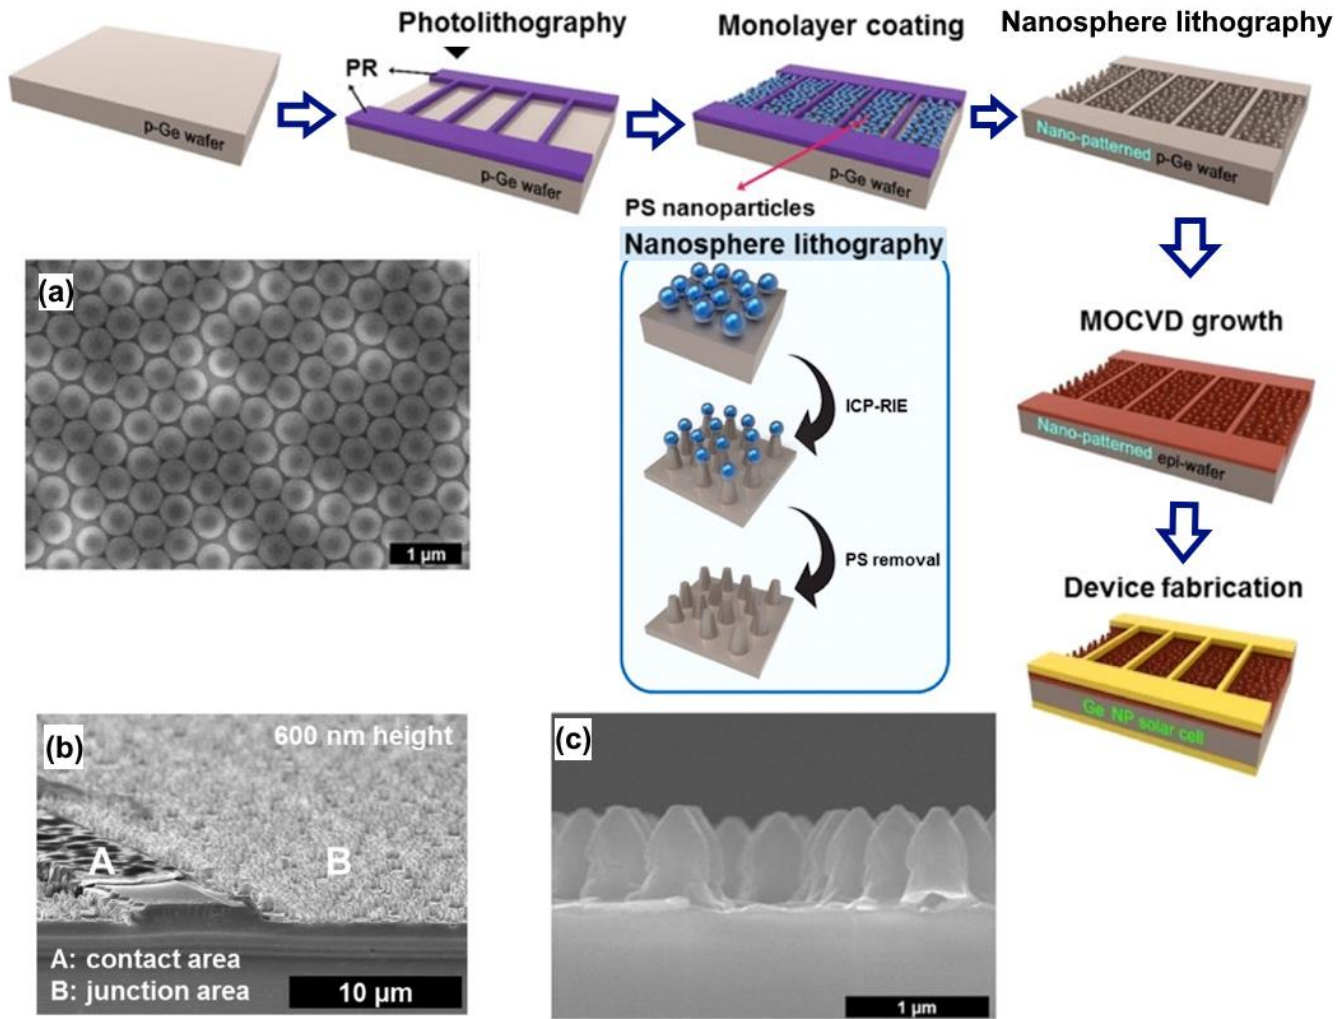 Photolithography
Monolayer coating
Nanosphere lithography
PR
p-Ge wafer
p-Ge wafer
p-Ge wafer
Nano-patterned p-Ge wafer
PS nanoparticles
Nanosphere lithography
ICP-RIE
PS removal
MOCVD growth
Nano-patterned epi-wafer
Device fabrication
Ge NP solar cell
(a)
1 μm
(b)
600 nm height
A
B
A: contact area
B: junction area
10 μm
(c)
1 μm